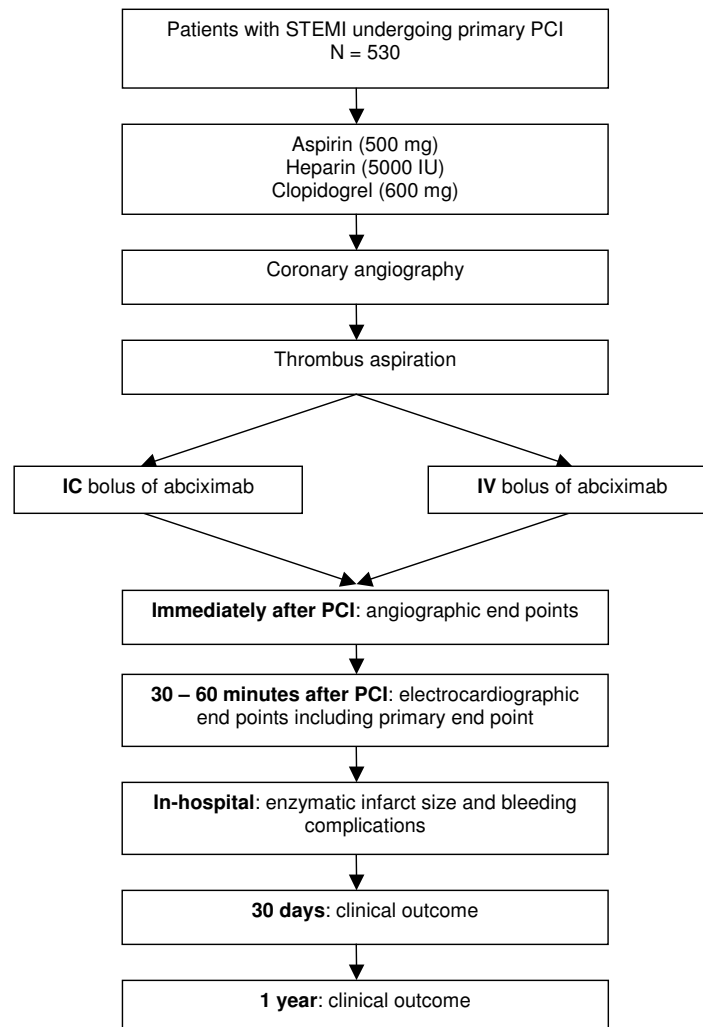 Patients with STEMI undergoing primary PCI
N = 530
Aspirin (500 mg)
Heparin (5000 IU)
Clopidogrel (600 mg)
Coronary angiography
Thrombus aspiration
IC bolus of abciximab
IV bolus of abciximab
Immediately after PCI: angiographic end points
30 – 60 minutes after PCI: electrocardiographic
end points including primary end point
In-hospital: enzymatic infarct size and bleeding
complications
30 days: clinical outcome
1 year: clinical outcome